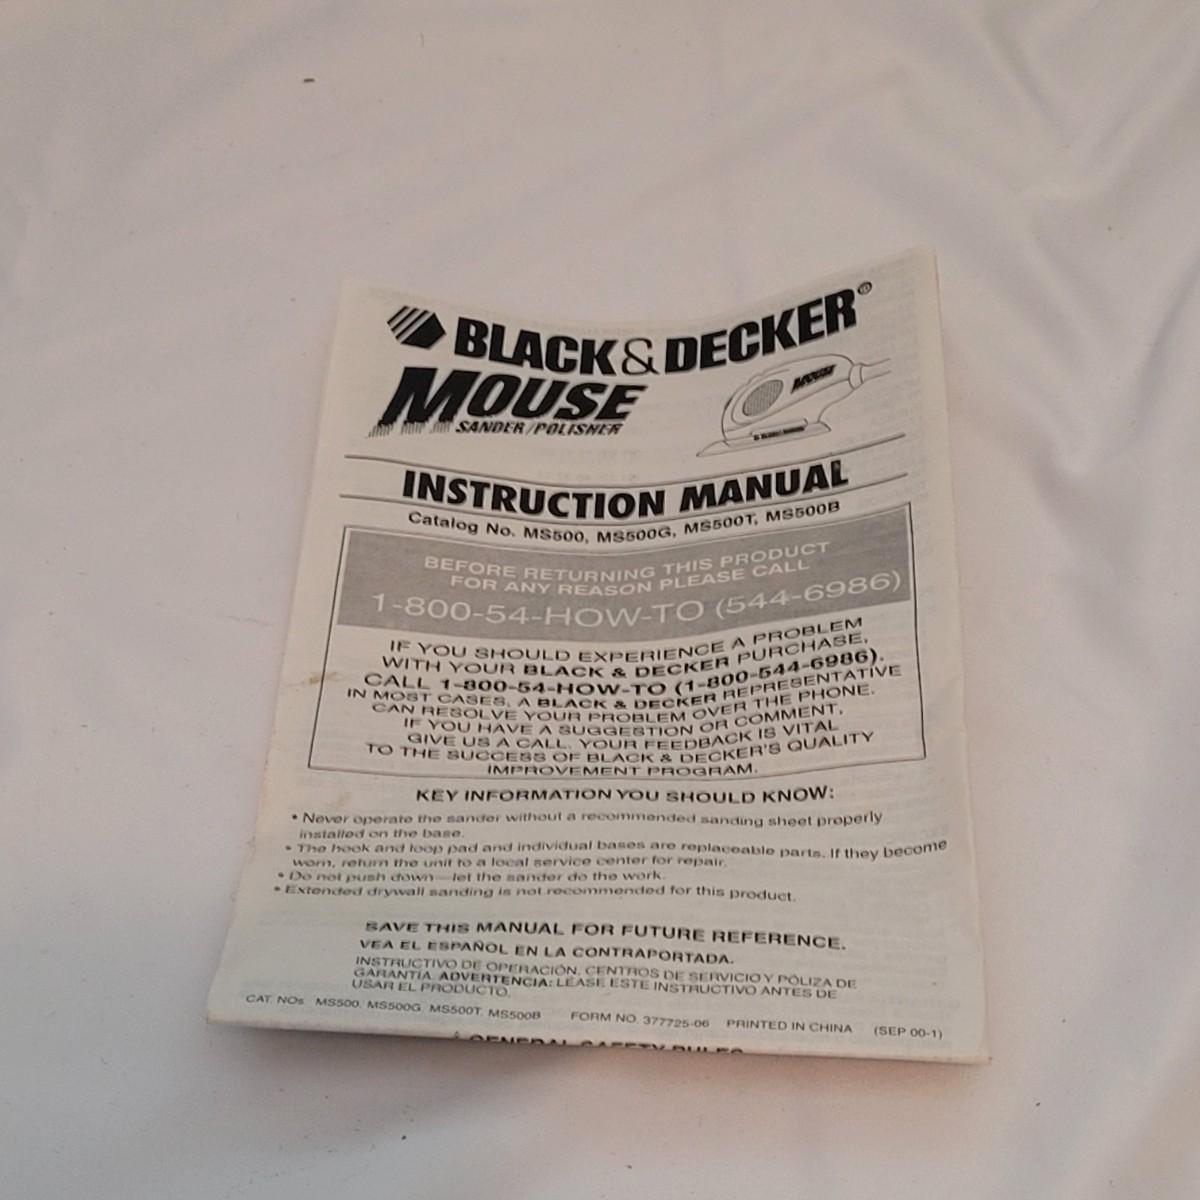 BLACK & DECKER®
MOUSE
SANDER/POLISHER
MOUSE
INSTRUCTION MANUAL
Catalog No. MS500, MS500G, MS500T, MS500B
BEFORE RETURNING THIS PRODUCT
FOR ANY REASON PLEASE CALL
1-800-54-HOW-TO (544-6986)
IF YOU SHOULD EXPERIENCE A PROBLEM
WITH YOUR BLACK & DECKER PURCHASE,
CALL 1-800-54-HOW-TO (1-800-544-6986).
IN MOST CASES, A BLACK & DECKER REPRESENTATIVE
CAN RESOLVE YOUR PROBLEM OVER THE PHONE.
IF YOU HAVE A SUGGESTION OR COMMENT,
GIVE US A CALL. YOUR FEEDBACK IS VITAL
TO THE SUCCESS OF BLACK & DECKER'S QUALITY
IMPROVEMENT PROGRAM.
KEY INFORMATION YOU SHOULD KNOW:
• Never operate the sander without a recommended sanding sheet properly
installed on the base.
• The hook and loop pad and individual bases are replaceable parts. If they become
worn, return the unit to a local service center for repair.
• Do not push down—let the sander do the work.
• Extended drywall sanding is not recommended for this product.
SAVE THIS MANUAL FOR FUTURE REFERENCE.
VEA EL ESPAÑOL EN LA CONTRAPORTADA.
INSTRUCTIVO DE OPERACIÓN, CENTROS DE SERVICIO Y PÓLIZA DE
GARANTÍA. ADVERTENCIA: LÉASE ESTE INSTRUCTIVO ANTES DE
USAR EL PRODUCTO.
CAT. NOs. MS500, MS500G, MS500T, MS500B FORM NO. 377725-06 PRINTED IN CHINA (SEP 00-1)
GENERAL SAFETY RULES